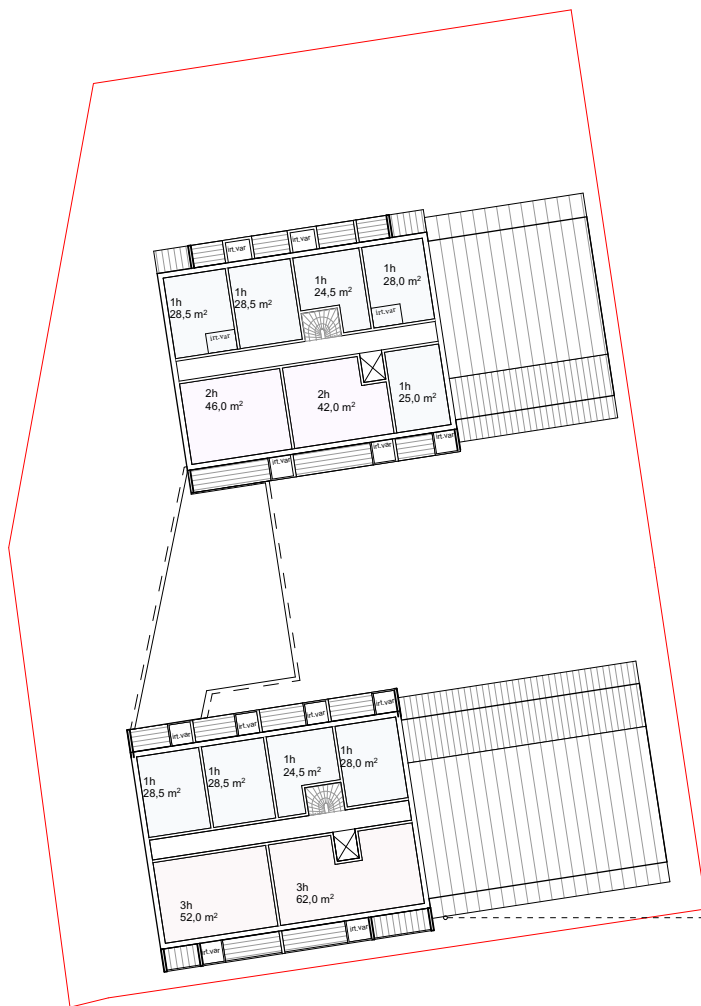 irt.var
irt.var
1h
28,0 m²
1h
24,5 m²
1h
28,5 m²
1h
28,5 m²
irt.var
irt.var
2h
46,0 m²
2h
42,0 m²
1h
25,0 m²
irt.var
irt.var
irt.var
irt.var
irt.var
irt.var
irt.var
1h
28,0 m²
1h
24,5 m²
1h
28,5 m²
1h
28,5 m²
3h
62,0 m²
3h
52,0 m²
irt.var
irt.var